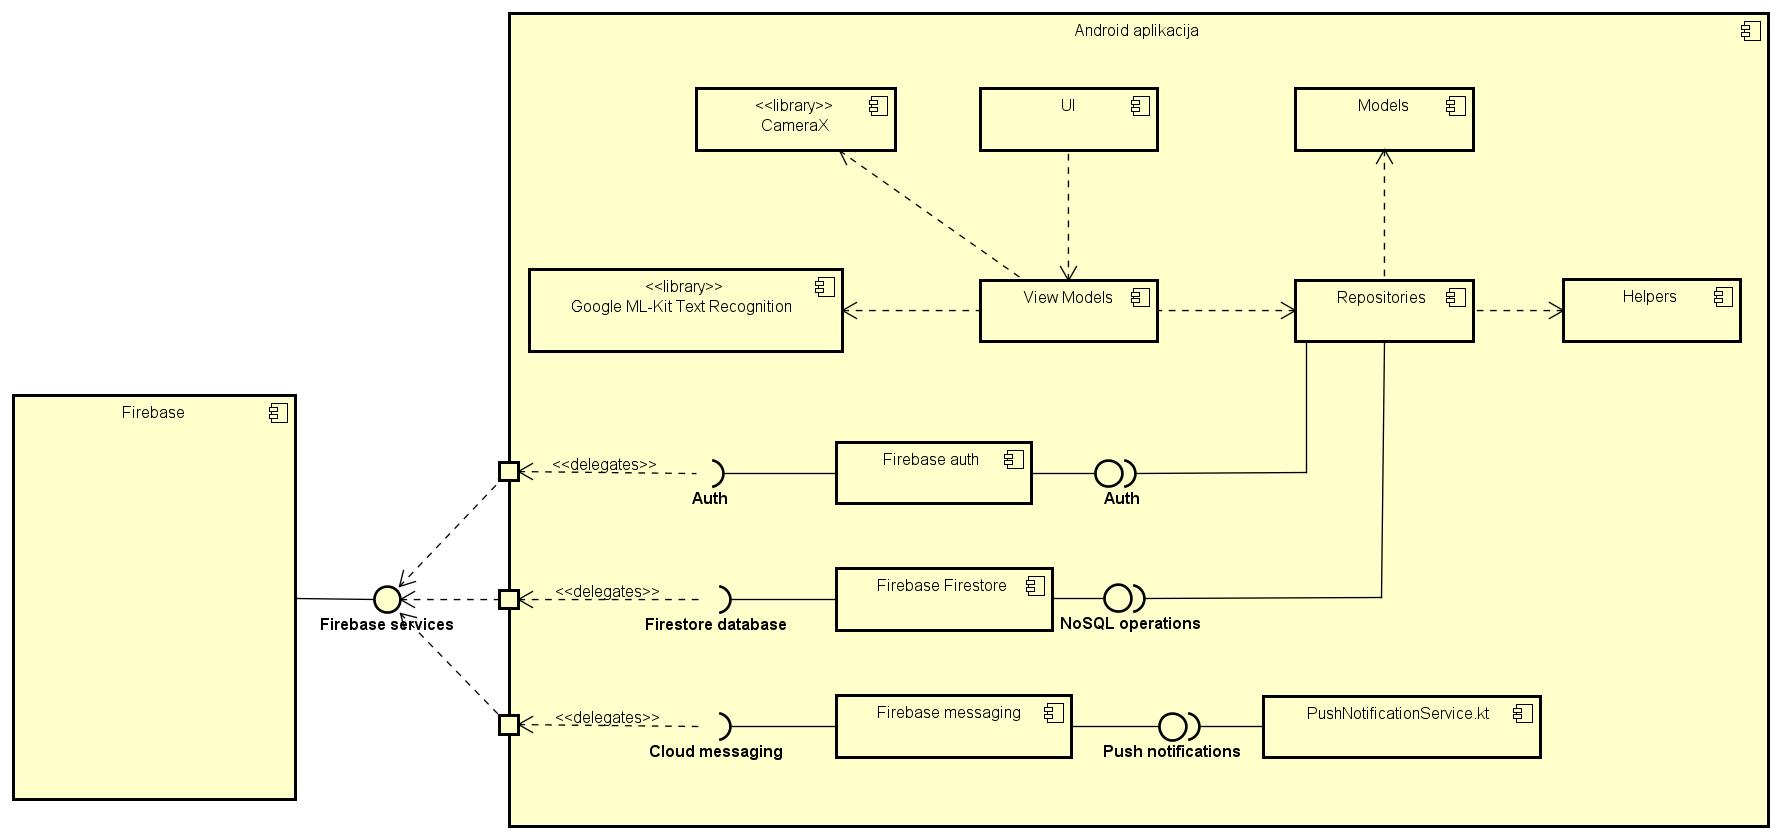 Android aplikacija
<<library>>
CameraX
UI
Models
<<library>>
Google ML-Kit Text Recognition
View Models
Repositories
Helpers
Firebase
Firebase services
<<delegates>>
Auth
Firebase auth
Auth
<<delegates>>
Firestore database
Firebase Firestore
NoSQL operations
<<delegates>>
Cloud messaging
Firebase messaging
Push notifications
PushNotificationService.kt